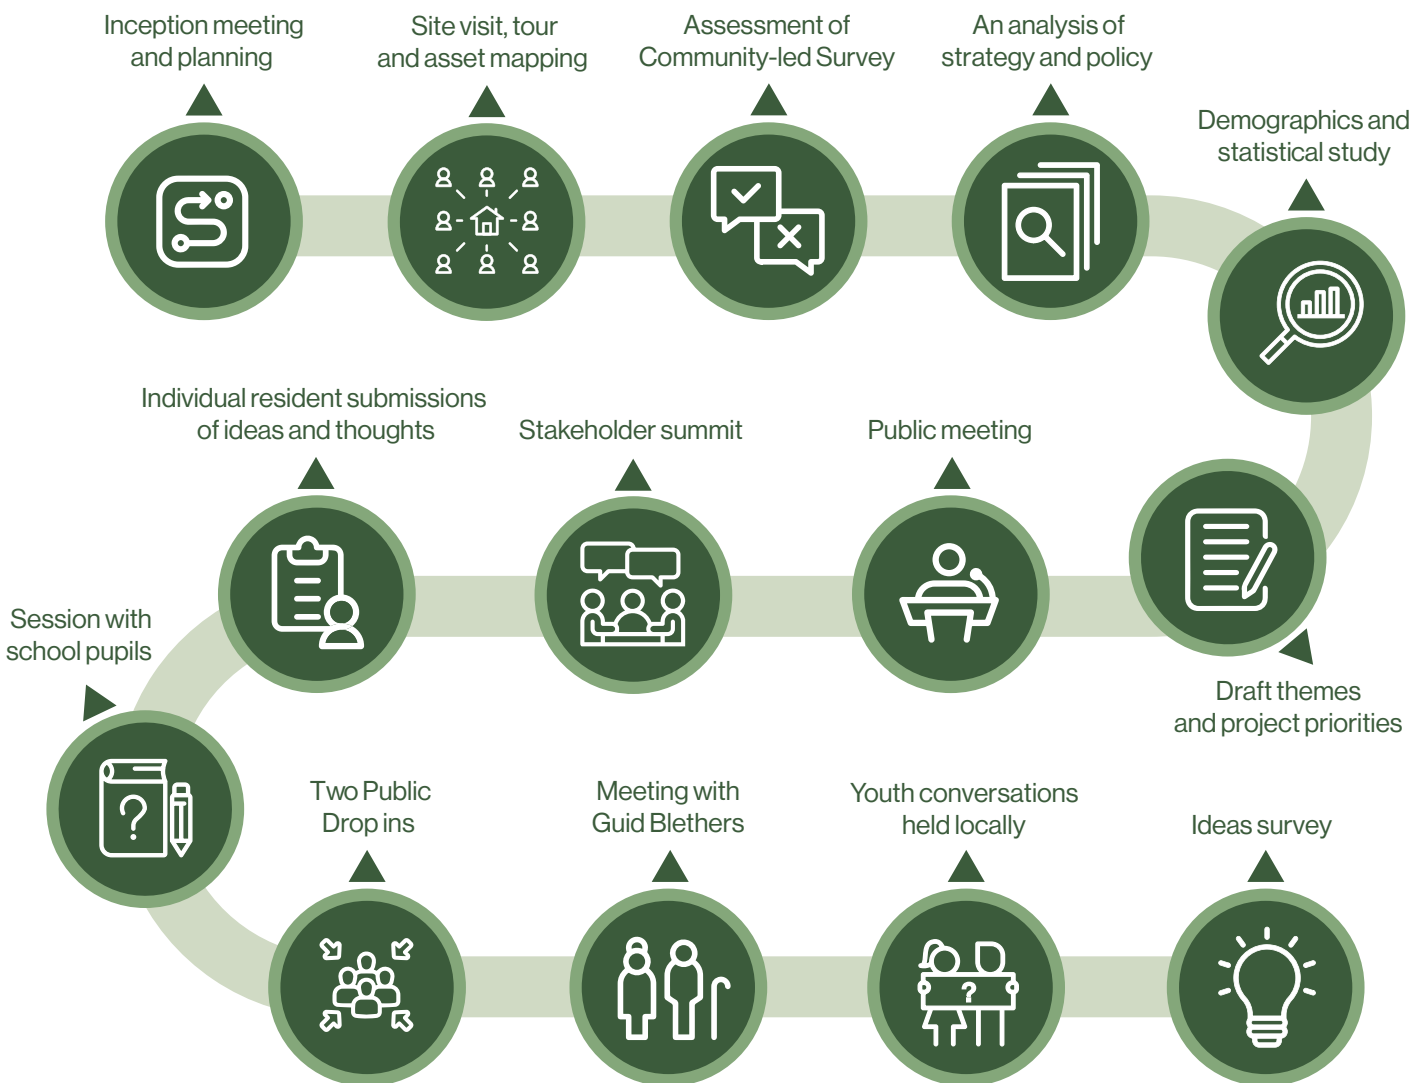 Inception meeting
and planning
Site visit, tour
and asset mapping
Assessment of
Community-led Survey
An analysis of
strategy and policy
Demographics and
statistical study
Draft themes
and project priorities
Public meeting
Stakeholder summit
Individual resident submissions
of ideas and thoughts
Session with
school pupils
?
Two Public
Drop ins
Meeting with
Guid Blethers
Youth conversations
held locally
?
Ideas survey